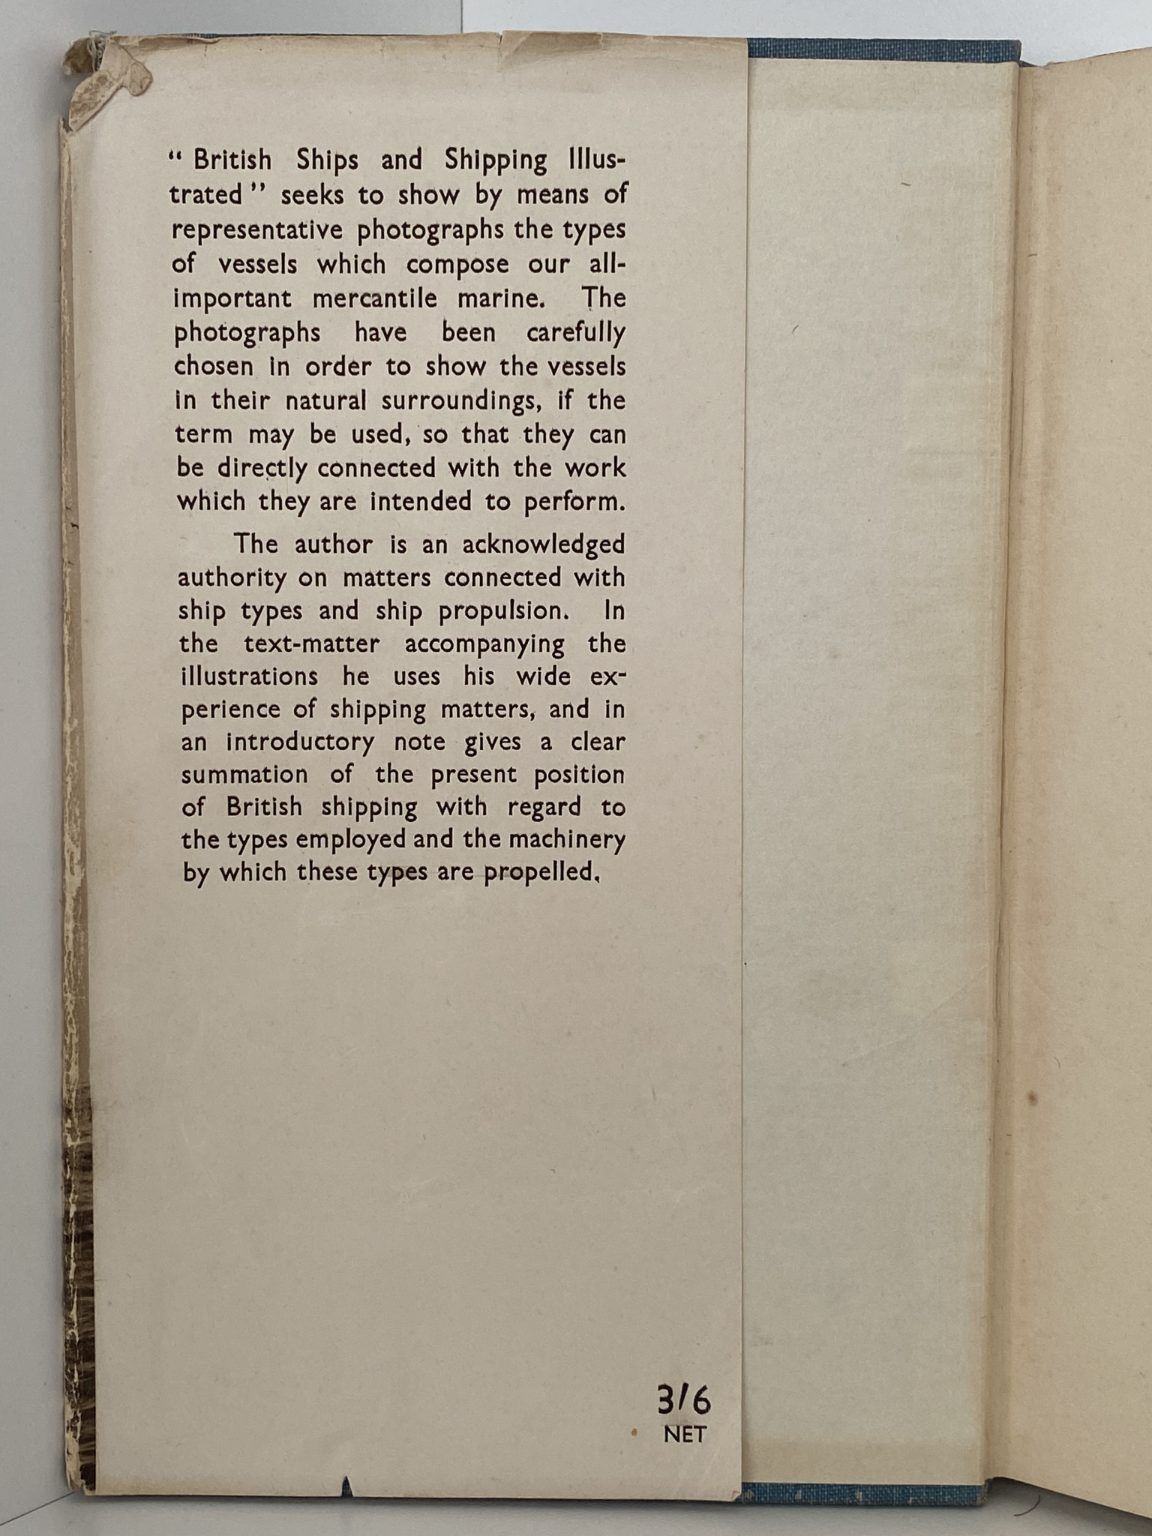 “ British Ships and Shipping Illus-
trated ” seeks to show by means of
representative photographs the types
of vessels which compose our all-
important mercantile marine. The
photographs have been carefully
chosen in order to show the vessels
in their natural surroundings, if the
term may be used, so that they can
be directly connected with the work
which they are intended to perform.
The author is an acknowledged
authority on matters connected with
ship types and ship propulsion. In
the text-matter accompanying the
illustrations he uses his wide ex-
perience of shipping matters, and in
an introductory note gives a clear
summation of the present position
of British shipping with regard to
the types employed and the machinery
by which these types are propelled.
3/6
NET